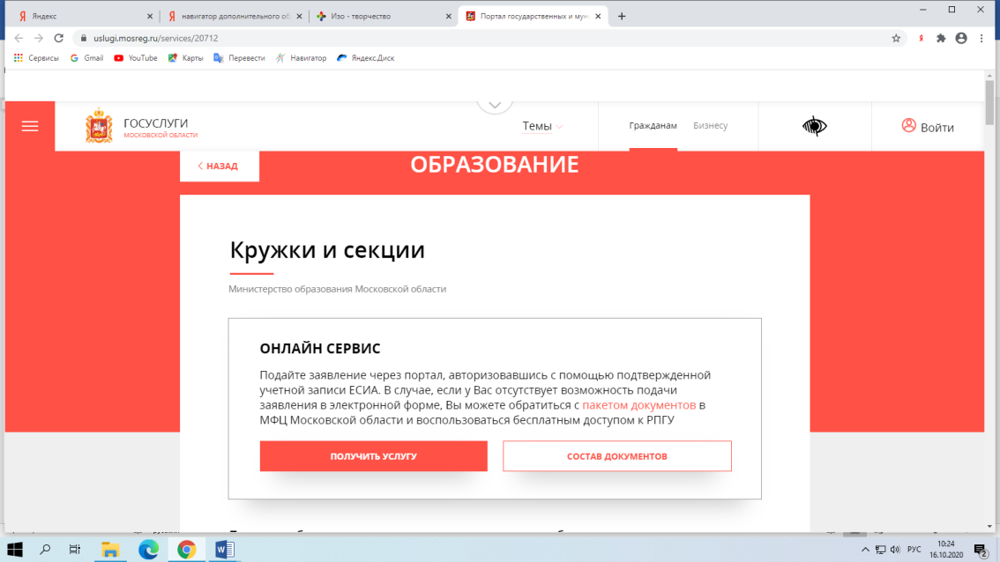 Яндекс
навигатор дополнительного об
Изо - творчество
Портал государственных и мун
uslugi.mosreg.ru/services/20712
Сервисы Gmail YouTube Карты Перевести Навигатор Яндекс.Диск
ГОСУСЛУГИ
МОСКОВСКОЙ ОБЛАСТИ
Темы Гражданам Бизнесу Войти
НАЗАД
ОБРАЗОВАНИЕ
Кружки и секции
Министерство образования Московской области
ОНЛАЙН СЕРВИС
Подайте заявление через портал, авторизовавшись с помощью подтвержденной
учетной записи ЕСИА. В случае, если у Вас отсутствует возможность подачи
заявления в электронной форме, Вы можете обратиться с пакетом документов в
МФЦ Московской области и воспользоваться бесплатным доступом к РПГУ
ПОЛУЧИТЬ УСЛУГУ СОСТАВ ДОКУМЕНТОВ
РУС
10:24
16.10.2020
2